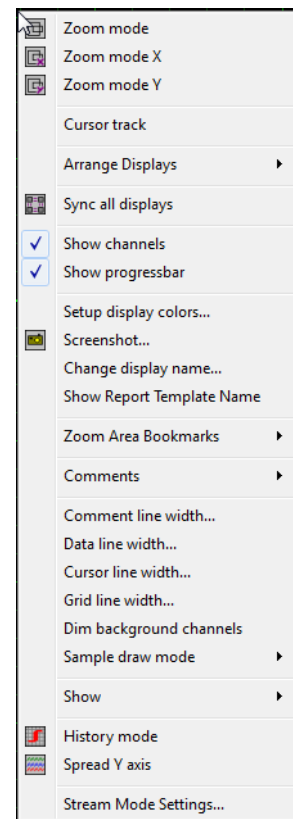 Zoom mode
Zoom mode X
Zoom mode Y
Cursor track
Arrange Displays
Sync all displays
Show channels
Show progressbar
Setup display colors...
Screenshot...
Change display name...
Show Report Template Name
Zoom Area Bookmarks
Comments
Comment line width...
Data line width...
Cursor line width...
Grid line width...
Dim background channels
Sample draw mode
Show
History mode
Spread Y axis
Stream Mode Settings...